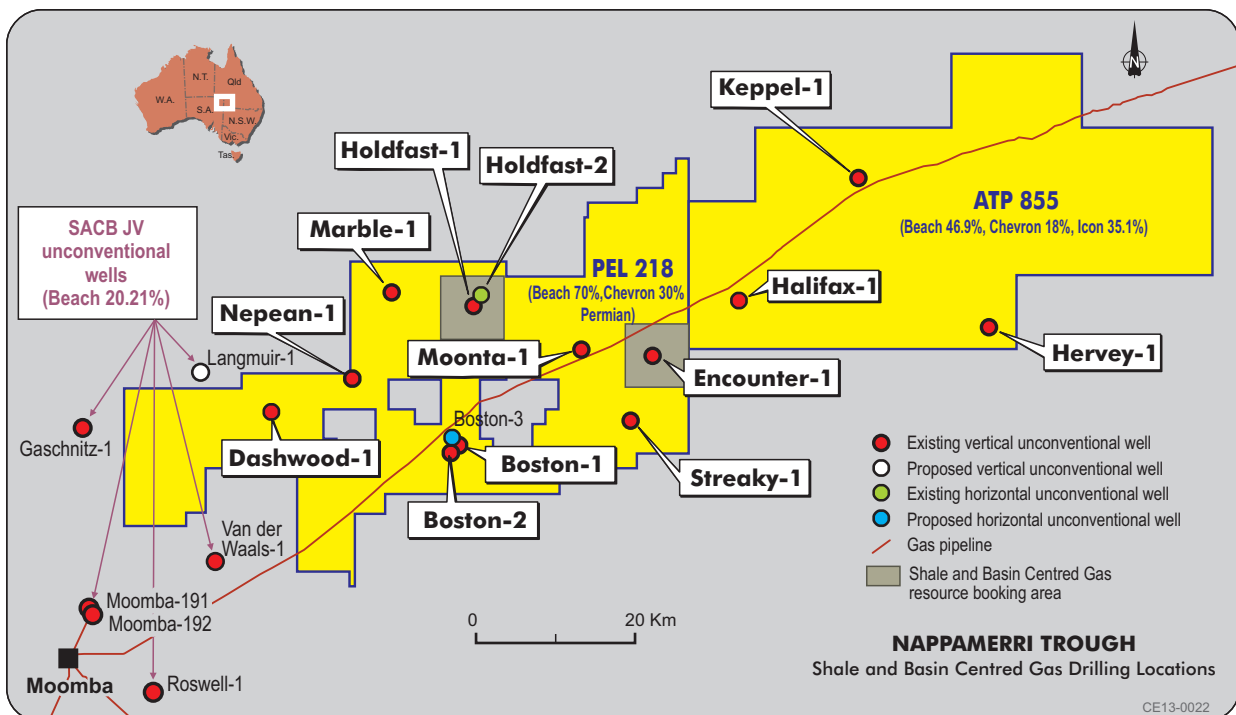 N
W.A.
N.T.
Qld
S.A.
N.S.W.
Vic.
Tas.
SACB JV
unconventional
wells
(Beach 20.21%)
Keppel-1
Holdfast-1
Holdfast-2
Marble-1
Nepean-1
ATP 855
(Beach 46.9%, Chevron 18%, Icon 35.1%)
PEL 218
(Beach 70%,Chevron 30%
Permian)
Halifax-1
Hervey-1
Moonta-1
Encounter-1
Langmuir-1
Gaschnitz-1
Dashwood-1
Boston-3
Boston-1
Boston-2
Streaky-1
Van der
Waals-1
Moomba-191
Moomba-192
Moomba
Roswell-1
Existing vertical unconventional well
Proposed vertical unconventional well
Existing horizontal unconventional well
Proposed horizontal unconventional well
Gas pipeline
Shale and Basin Centred Gas
resource booking area
0
20 Km
NAPPAMERRI TROUGH
Shale and Basin Centred Gas Drilling Locations
CE13-0022